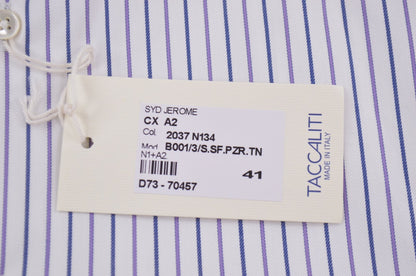 SYD JEROME
CX A2
Col. 2037 N134
Mod. B001/3/S.SF.PZR.TN
N1+A2
41
D73 - 70457
TACCALITI
MADE IN ITALY